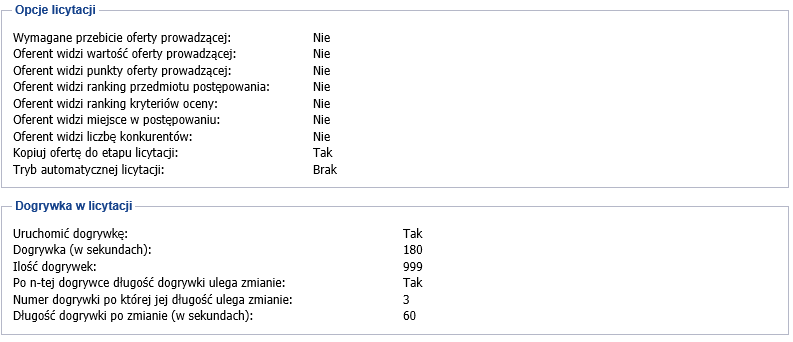 Opcje licytacji
Wymagane przebicie oferty prowadzącej: Nie
Oferent widzi wartość oferty prowadzącej: Nie
Oferent widzi punkty oferty prowadzącej: Nie
Oferent widzi ranking przedmiotu postępowania: Nie
Oferent widzi ranking kryteriów oceny: Nie
Oferent widzi miejsce w postępowaniu: Nie
Oferent widzi liczbę konkurentów: Nie
Kopiuj ofertę do etapu licytacji: Tak
Tryb automatycznej licytacji: Brak
Dogrywka w licytacji
Uruchomić dogrywkę: Tak
Dogrywka (w sekundach): 180
Ilość dogrywek: 999
Po n-tej dogrywce długość dogrywki ulega zmianie: Tak
Numer dogrywki po której jej długość ulega zmianie: 3
Długość dogrywki po zmianie (w sekundach): 60